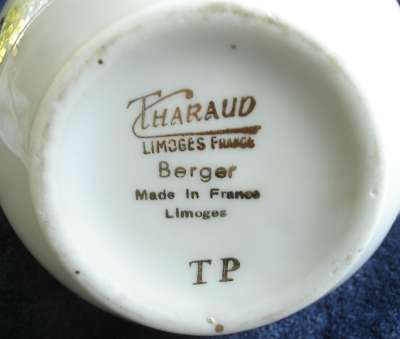 THARAUD
LIMOGES FRANCE
Berger
Made in France
Limoges
TP